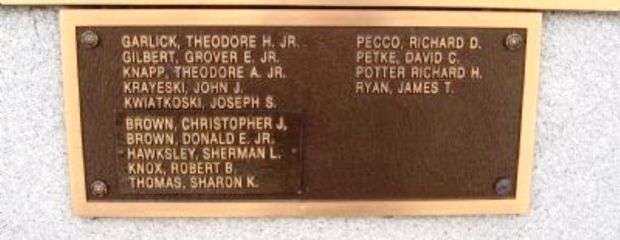 GARLICK, THEODORE H. JR.
GILBERT, GROVER E. JR.
KNAPP, THEODORE A. JR.
KRAYESKI, JOHN J.
KWIATKOSKI, JOSEPH S.
BROWN, CHRISTOPHER J.
BROWN, DONALD E. JR.
HAWKSLEY, SHERMAN L.
KNOX, ROBERT B.
THOMAS, SHARON K.
PECCO, RICHARD D.
PETKE, DAVID C.
POTTER RICHARD H.
RYAN, JAMES T.